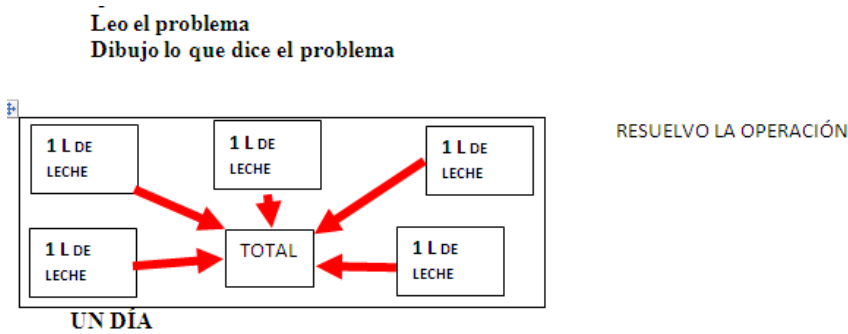 Leo el problema
Dibujo lo que dice el problema
RESUELVO LA OPERACIÓN
1 L DE
LECHE
1 L DE
LECHE
1 L DE
LECHE
1 L DE
LECHE
TOTAL
1 L DE
LECHE
UN DÍA